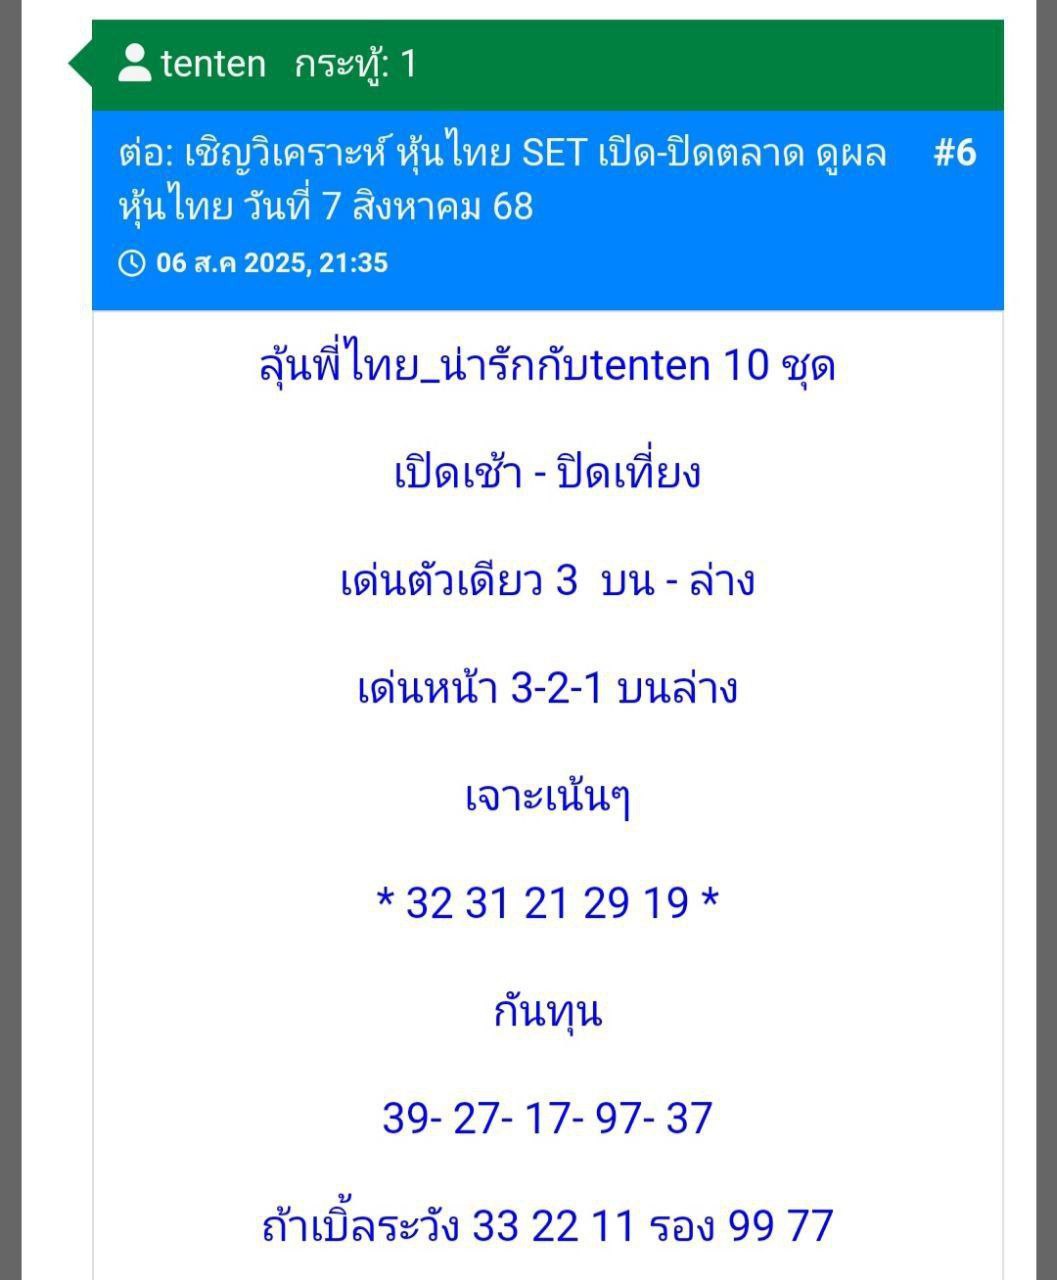 tenten กระทู้: 1
ต่อ: เชิญวิเคราะห์ หุ้นไทย SET เปิด-ปิดตลาด ดูผล #6
หุ้นไทย วันที่ 7 สิงหาคม 68
06 ส.ค 2025, 21:35
ลุ้นพี่ไทย_น่ารักกับtenten 10 ชุด
เปิดเช้า - ปิดเที่ยง
เด่นตัวเดียว 3 บน - ล่าง
เด่นหน้า 3-2-1 บนล่าง
เจาะเน้นๆ
* 32 31 21 29 19 *
กันทุน
39- 27- 17- 97- 37
ถ้าเบิ้ลระวัง 33 22 11 รอง 99 77